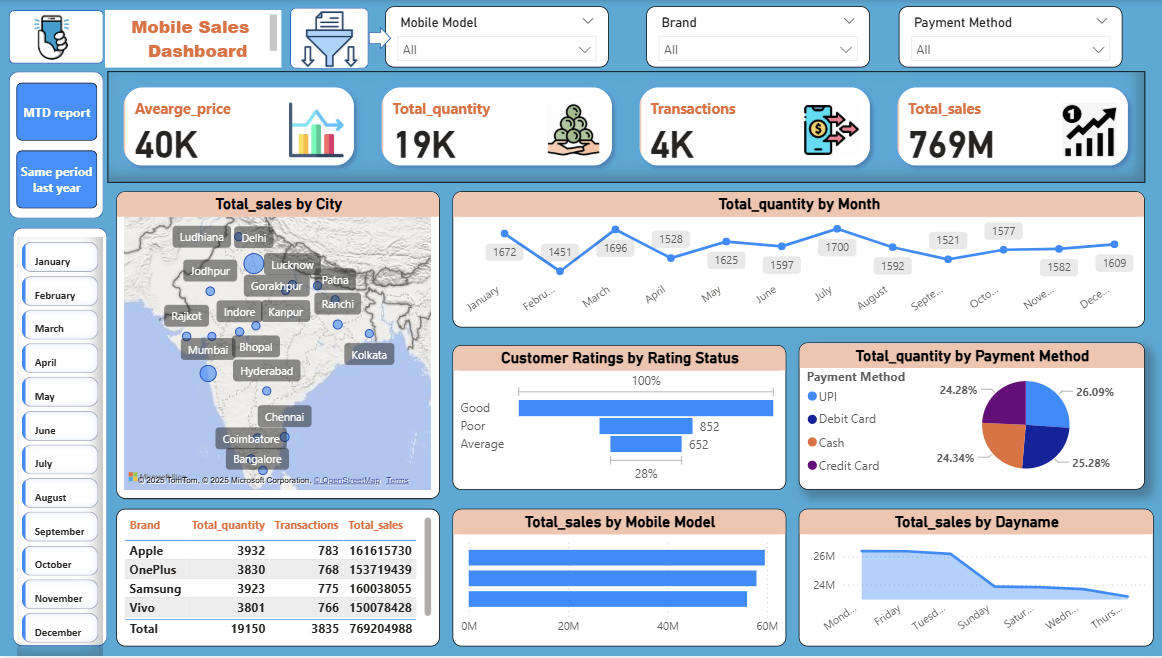 Mobile Sales
Dashboard
Mobile Model
All
Brand
All
Payment Method
All
MTD report
Same period
last year
Avearge_price
40K
Total_quantity
19K
Transactions
4K
Total_sales
769M
January
February
March
April
May
June
July
August
September
October
November
December
Total_sales by City
Ludhiana
Delhi
Jodhpur
Lucknow
Gorakhpur
Patna
Rajkot
Indore
Kanpur
Ranchi
Mumbai
Bhopal
Kolkata
Hyderabad
Chennai
Coimbatore
Bangalore
© 2025 TomTom, © 2025 Microsoft Corporation, © OpenStreetMap Terms
Total_quantity by Month
1672
1451
1696
1528
1625
1597
1700
1592
1521
1577
1582
1609
January
Febru...
March
April
May
June
July
August
Septe...
Octo...
Nove...
Dece...
Customer Ratings by Rating Status
100%
Good
Poor
852
Average
652
28%
Total_quantity by Payment Method
Payment Method
UPI
Debit Card
Cash
Credit Card
24.28%
26.09%
24.34%
25.28%
Brand Total_quantity Transactions Total_sales
Apple 3932 783 161615730
OnePlus 3830 768 153719439
Samsung 3923 775 160038055
Vivo 3801 766 150078428
Total 19150 3835 769204988
Total_sales by Mobile Model
0M 20M 40M 60M
Total_sales by Dayname
26M
24M
Mond...
Friday
Tuesd...
Sunday
Satur...
Wedn...
Thurs...